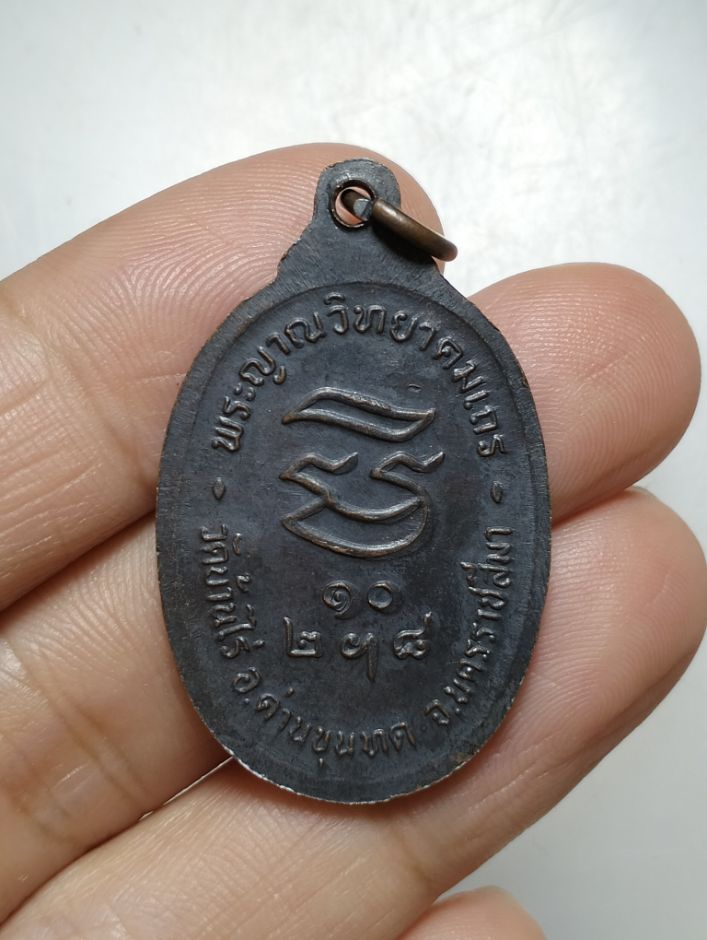 พระญาณวิทยาคมเถร
๑๐
๒ ๗ ๘
วัดบ้านไร่ อ.ด่านขุนทด จ.นครราชสีมา